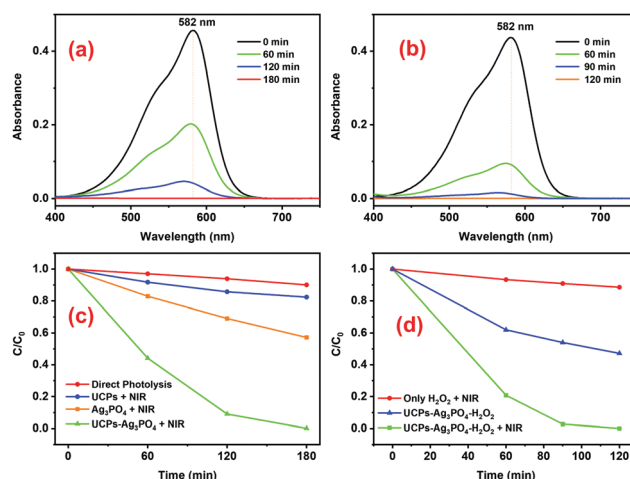 582 nm
(a)
0 min
60 min
120 min
180 min
Absorbance
0.4
0.2
0.0
400
500
600
700
Wavelength (nm)
582 nm
(b)
0 min
60 min
90 min
120 min
Absorbance
0.4
0.2
0.0
400
500
600
700
Wavelength (nm)
(c)
C/C₀
1.0
0.8
0.6
0.4
0.2
0.0
Direct Photolysis
UCPs + NIR
Ag₃PO₄ + NIR
UCPs-Ag₃PO₄ + NIR
0
60
120
180
Time (min)
(d)
C/C₀
1.0
0.8
0.6
0.4
0.2
0.0
Only H₂O₂ + NIR
UCPs-Ag₃PO₄-H₂O₂
UCPs-Ag₃PO₄-H₂O₂ + NIR
0
20
40
60
80
100
120
Time (min)